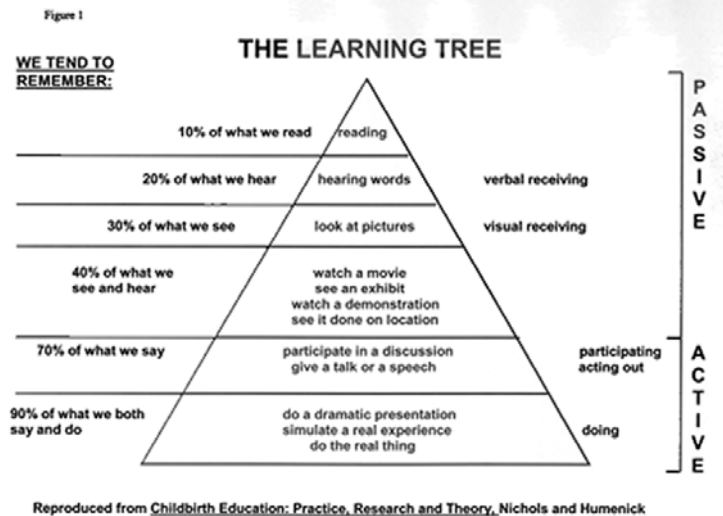 Figure 1
THE LEARNING TREE
WE TEND TO
REMEMBER:
10% of what we read
reading
20% of what we hear
hearing words
verbal receiving
30% of what we see
look at pictures
visual receiving
40% of what we
see and hear
watch a movie
see an exhibit
watch a demonstration
see it done on location
PASSIVE
70% of what we say
participate in a discussion
give a talk or a speech
participating
acting out
90% of what we both
say and do
do a dramatic presentation
simulate a real experience
do the real thing
doing
ACTIVE
Reproduced from Childbirth Education: Practice, Research and Theory, Nichols and Humenick